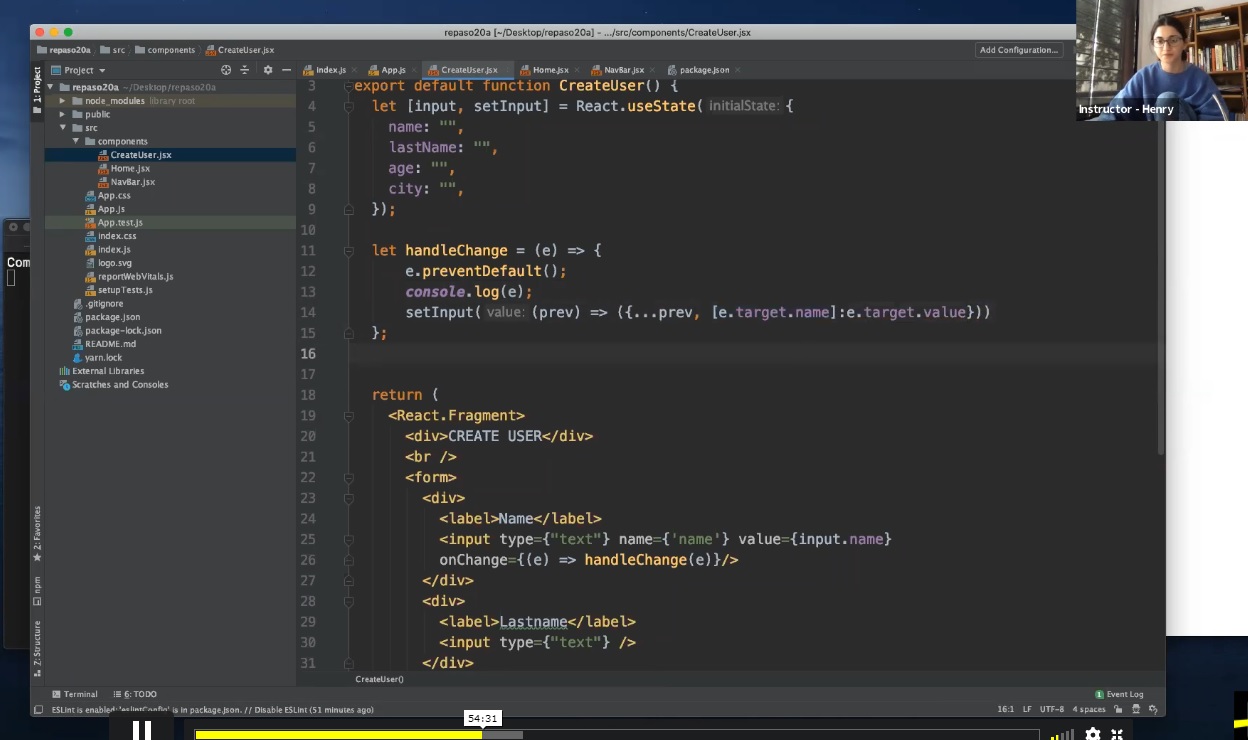 repaso20a [~/Desktop/repaso20a] - .../src/components/CreateUser.jsx
repaso20a src components CreateUser.jsx Add Configuration...
Instructor - Henry
1: Project
Project
index.js App.js CreateUser.jsx Home.jsx NavBar.jsx package.json
repaso20a ~/Desktop/repaso20a
node_modules library root
public
src
components
CreateUser.jsx
Home.jsx
NavBar.jsx
App.css
App.js
App.test.js
index.css
index.js
logo.svg
reportWebVitals.js
setupTests.js
.gitignore
package.json
package-lock.json
README.md
yarn.lock
External Libraries
Scratches and Consoles
Com
2: Favorites
npm
Z: Structure
3 export default function CreateUser() {
4 let [input, setInput] = React.useState( initialState: {
5 name: "",
6 lastName: "",
7 age: "",
8 city: "",
9 });
10
11 let handleChange = (e) => {
12 e.preventDefault();
13 console.log(e);
14 setInput( value: (prev) => ({...prev, [e.target.name]:e.target.value}))
15 };
16
17
18 return (
19 <React.Fragment>
20 <div>CREATE USER</div>
21 <br />
22 <form>
23 <div>
24 <label>Name</label>
25 <input type={"text"} name={'name'} value={input.name}
26 onChange={(e) => handleChange(e)}/>
27 </div>
28 <div>
29 <label>Lastname</label>
30 <input type={"text"} />
31 </div>
CreateUser()
Terminal 6: TODO 1 Event Log
ESLint is enabled: 'eslintConfig' is in package.json. // Disable ESLint (51 minutes ago) 16:1 LF UTF-8 4 spaces
54:31